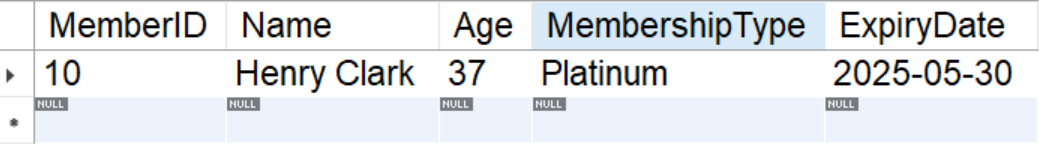 MemberID Name Age MembershipType ExpiryDate
10 Henry Clark 37 Platinum 2025-05-30
NULL NULL NULL NULL NULL